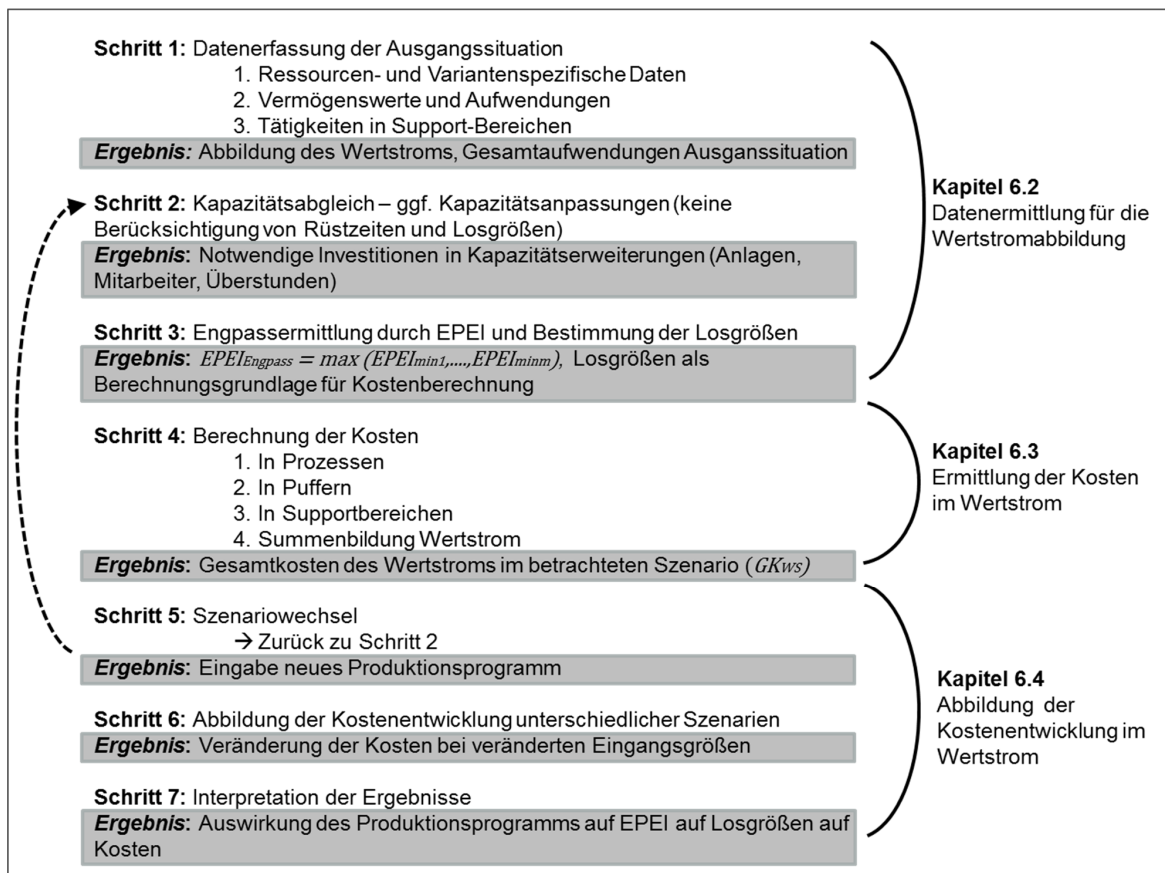 Schritt 1: Datenerfassung der Ausgangssituation
1. Ressourcen- und Variantenspezifische Daten
2. Vermögenswerte und Aufwendungen
3. Tätigkeiten in Support-Bereichen
Ergebnis: Abbildung des Wertstroms, Gesamtaufwendungen Ausganssituation
Schritt 2: Kapazitätsabgleich – ggf. Kapazitätsanpassungen (keine
Berücksichtigung von Rüstzeiten und Losgrößen)
Ergebnis: Notwendige Investitionen in Kapazitätserweiterungen (Anlagen,
Mitarbeiter, Überstunden)
Schritt 3: Engpassermittlung durch EPEI und Bestimmung der Losgrößen
Ergebnis: EPEIEngpass = max (EPEImin1,....,EPEIminm), Losgrößen als
Berechnungsgrundlage für Kostenberechnung
Kapitel 6.2
Datenermittlung für die
Wertstromabbildung
Schritt 4: Berechnung der Kosten
1. In Prozessen
2. In Puffern
3. In Supportbereichen
4. Summenbildung Wertstrom
Ergebnis: Gesamtkosten des Wertstroms im betrachteten Szenario (GKWS)
Kapitel 6.3
Ermittlung der Kosten
im Wertstrom
Schritt 5: Szenariowechsel
→ Zurück zu Schritt 2
Ergebnis: Eingabe neues Produktionsprogramm
Schritt 6: Abbildung der Kostenentwicklung unterschiedlicher Szenarien
Ergebnis: Veränderung der Kosten bei veränderten Eingangsgrößen
Schritt 7: Interpretation der Ergebnisse
Ergebnis: Auswirkung des Produktionsprogramms auf EPEI auf Losgrößen auf
Kosten
Kapitel 6.4
Abbildung der
Kostenentwicklung im
Wertstrom